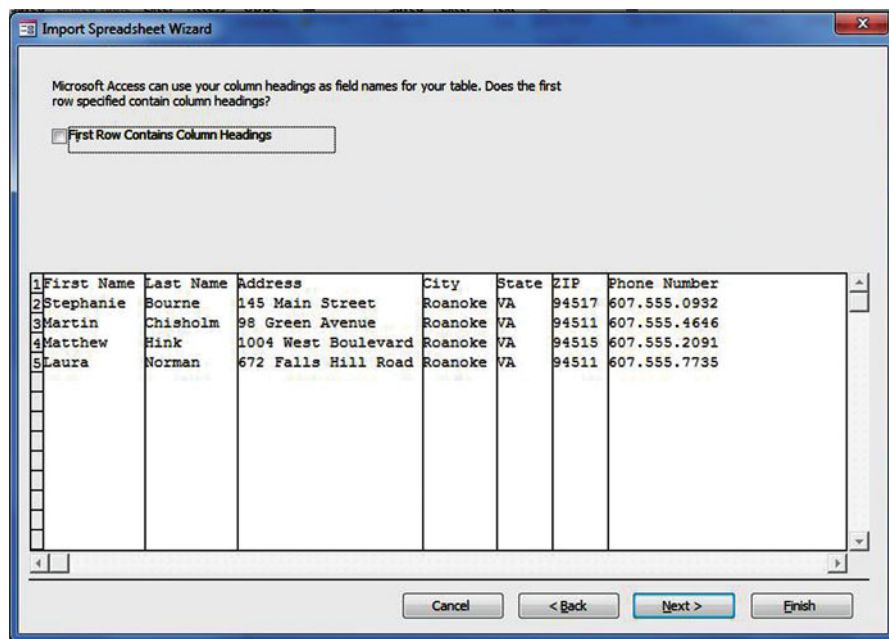 Import Spreadsheet Wizard
Microsoft Access can use your column headings as field names for your table. Does the first
row specified contain column headings?
First Row Contains Column Headings
1 First Name Last Name Address City State ZIP Phone Number
2 Stephanie Bourne 145 Main Street Roanoke VA 94517 607.555.0932
3 Martin Chisholm 98 Green Avenue Roanoke VA 94511 607.555.4646
4 Matthew Hink 1004 West Boulevard Roanoke VA 94515 607.555.2091
5 Laura Norman 672 Falls Hill Road Roanoke VA 94511 607.555.7735
Cancel < Back Next > Finish